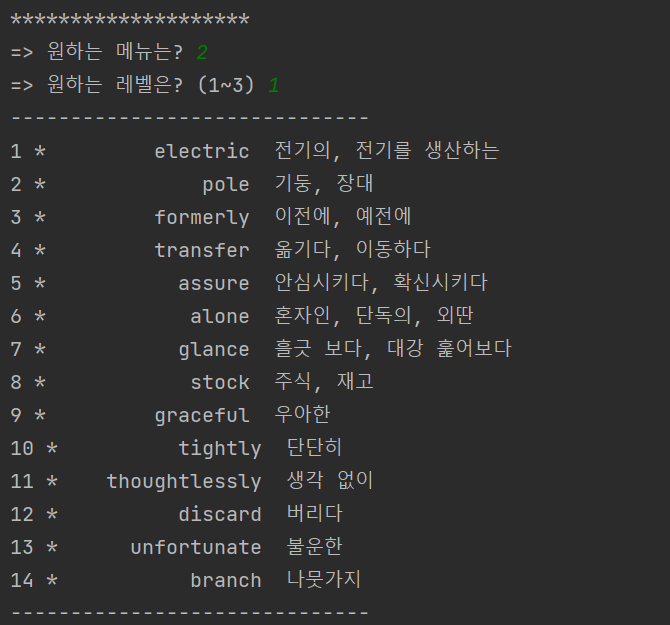 ********************
=> 원하는 메뉴는? 2
=> 원하는 레벨은? (1~3) 1
------------------------------
1 *         electric  전기의, 전기를 생산하는
2 *             pole  기둥, 장대
3 *         formerly  이전에, 예전에
4 *         transfer  옮기다, 이동하다
5 *           assure  안심시키다, 확신시키다
6 *            alone  혼자인, 단독의, 외딴
7 *           glance  흘긋 보다, 대강 훑어보다
8 *            stock  주식, 재고
9 *         graceful  우아한
10 *          tightly  단단히
11 *    thoughtlessly  생각 없이
12 *          discard  버리다
13 *      unfortunate  불운한
14 *           branch  나뭇가지
------------------------------